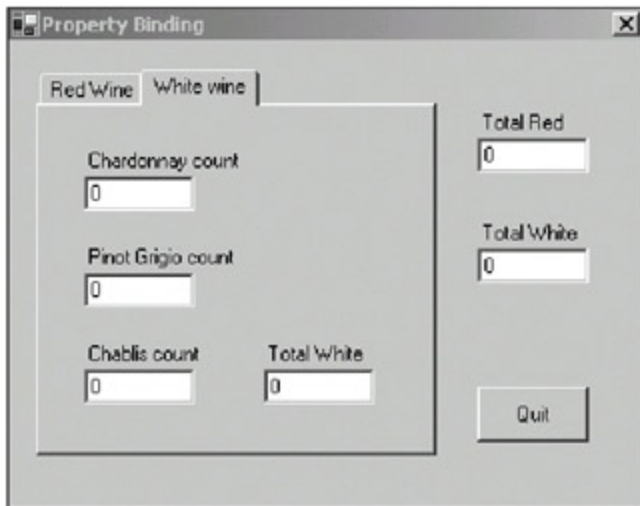 Property Binding
Red Wine
White wine
Chardonnay count
0
Pinot Grigio count
0
Chablis count
0
Total White
0
Total Red
0
Total White
0
Quit